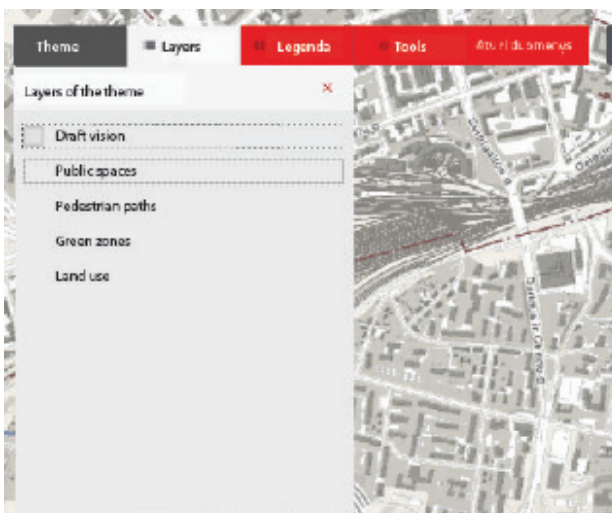 Theme
Layers
Legenda
Tools
Layers of the theme
Draft vision
Public spaces
Pedestrian paths
Green zones
Land use